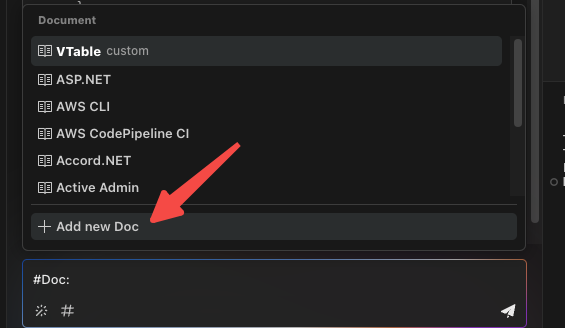 Document
VTable custom
ASP.NET
AWS CLI
AWS CodePipeline CI
Accord.NET
Active Admin
+ Add new Doc
#Doc:
#